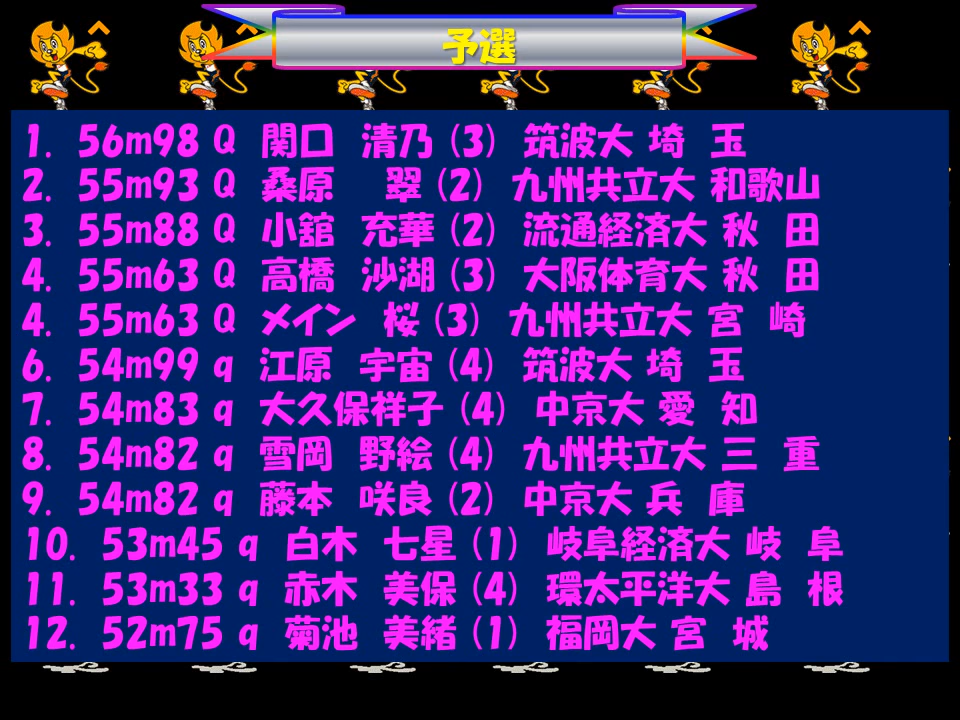 予選
1. 56m98 Q 関口 清乃 (3) 筑波大 埼 玉
2. 55m93 Q 桑原 翠 (2) 九州共立大 和歌山
3. 55m88 Q 小舘 充華 (2) 流通経済大 秋 田
4. 55m63 Q 高橋 沙湖 (3) 大阪体育大 秋 田
4. 55m63 Q メイン 桜 (3) 九州共立大 宮 崎
6. 54m99 q 江原 宇宙 (4) 筑波大 埼 玉
7. 54m83 q 大久保祥子 (4) 中京大 愛 知
8. 54m82 q 雪岡 野絵 (4) 九州共立大 三 重
9. 54m82 q 藤本 咲良 (2) 中京大 兵 庫
10. 53m45 q 白木 七星 (1) 岐阜経済大 岐 阜
11. 53m33 q 赤木 美保 (4) 環太平洋大 島 根
12. 52m75 q 菊池 美緒 (1) 福岡大 宮 城